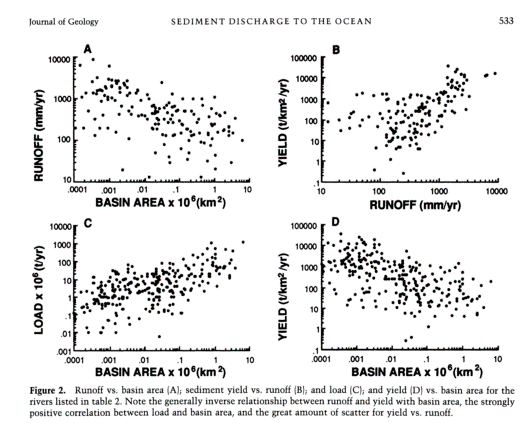 Journal of Geology SEDIMENT DISCHARGE TO THE OCEAN 533
A
10000
1000
100
10
RUNOFF (mm/yr)
.0001 .001 .01 .1 1 10
BASIN AREA x 10⁶(km²)
B
100000
10000
1000
100
10
1
.1
YIELD (t/km²/yr)
10 100 1000 10000
RUNOFF (mm/yr)
C
10000
1000
100
10
1
.1
.01
.001
LOAD x 10⁶(t/yr)
.0001 .001 .01 .1 1 10
BASIN AREA x 10⁶(km²)
D
100000
10000
1000
100
10
1
.1
YIELD (t/km²/yr)
.0001 .001 .01 .1 1 10
BASIN AREA x 10⁶(km²)
Figure 2. Runoff vs. basin area (A); sediment yield vs. runoff (B); and load (C); and yield (D) vs. basin area for the
rivers listed in table 2. Note the generally inverse relationship between runoff and yield with basin area, the strongly
positive correlation between load and basin area, and the great amount of scatter for yield vs. runoff.